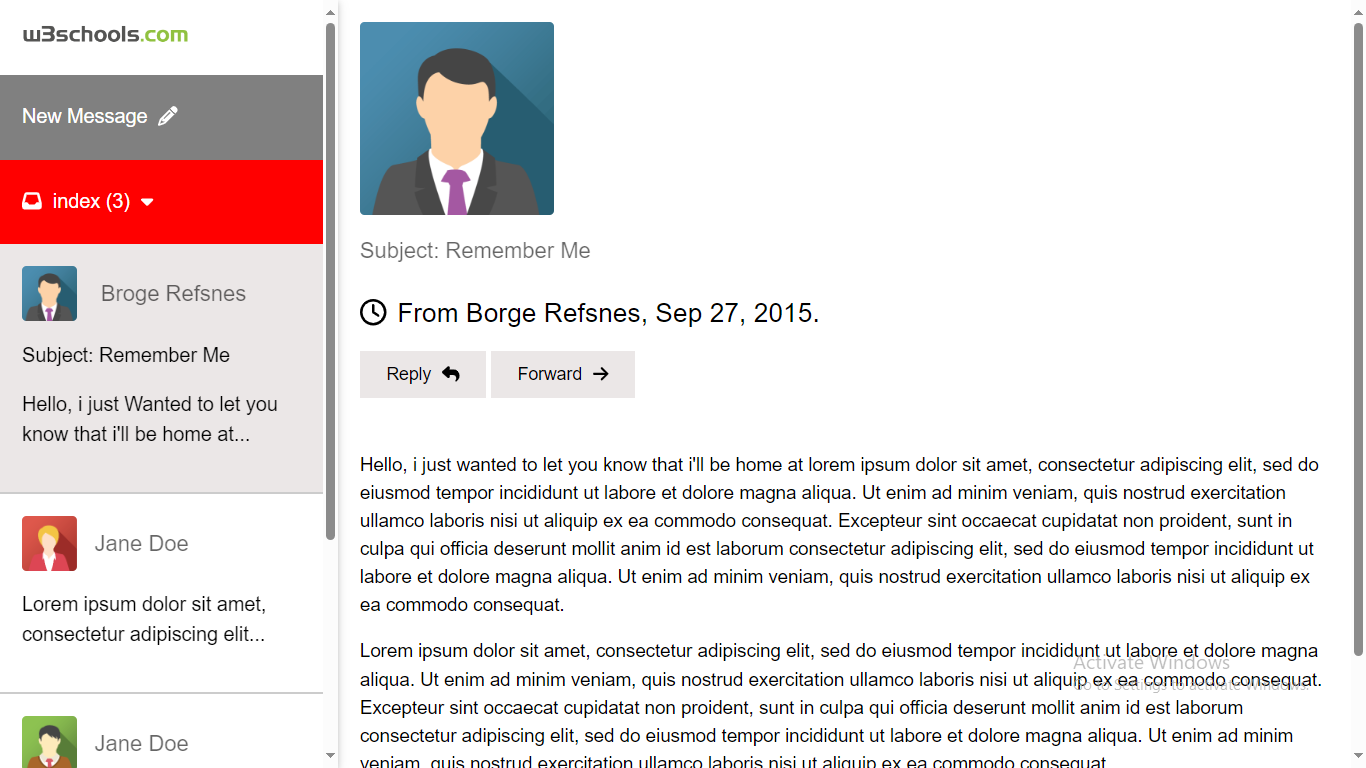 w3schools.com
New Message
index (3)
Broge Refsnes
Subject: Remember Me
Hello, i just Wanted to let you
know that i'll be home at...
Jane Doe
Lorem ipsum dolor sit amet,
consectetur adipiscing elit...
Jane Doe
Subject: Remember Me
From Borge Refsnes, Sep 27, 2015.
Reply
Forward
Hello, i just wanted to let you know that i'll be home at lorem ipsum dolor sit amet, consectetur adipiscing elit, sed do
eiusmod tempor incididunt ut labore et dolore magna aliqua. Ut enim ad minim veniam, quis nostrud exercitation
ullamco laboris nisi ut aliquip ex ea commodo consequat. Excepteur sint occaecat cupidatat non proident, sunt in
culpa qui officia deserunt mollit anim id est laborum consectetur adipiscing elit, sed do eiusmod tempor incididunt ut
labore et dolore magna aliqua. Ut enim ad minim veniam, quis nostrud exercitation ullamco laboris nisi ut aliquip ex
ea commodo consequat.
Lorem ipsum dolor sit amet, consectetur adipiscing elit, sed do eiusmod tempor incididunt ut labore et dolore magna
aliqua. Ut enim ad minim veniam, quis nostrud exercitation ullamco laboris nisi ut aliquip ex ea commodo consequat.
Excepteur sint occaecat cupidatat non proident, sunt in culpa qui officia deserunt mollit anim id est laborum
consectetur adipiscing elit, sed do eiusmod tempor incididunt ut labore et dolore magna aliqua. Ut enim ad minim
veniam, quis nostrud exercitation ullamco laboris nisi ut aliquip ex ea commodo consequat.
Activate Windows
Go to Settings to activate Windows.